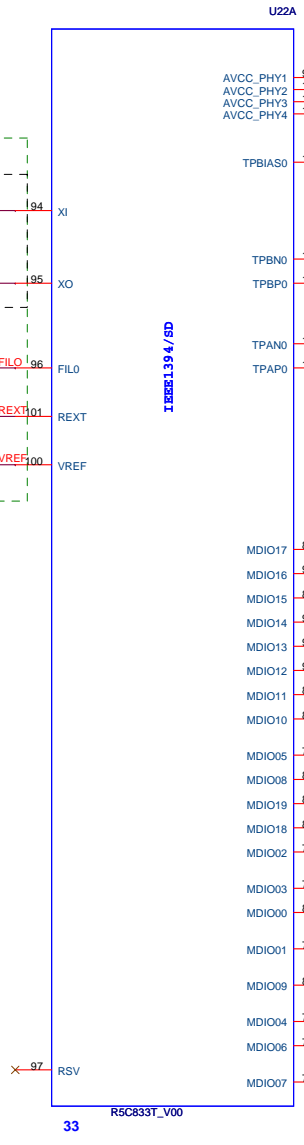 U22A
AVCC_PHY1
AVCC_PHY2
AVCC_PHY3
AVCC_PHY4
TPBIAS0
94 XI
TPBN0
95 XO
TPBP0
IEEE1394/SD
TPAN0
FIL0 96 FIL0
TPAP0
REXT 101 REXT
VREF 100 VREF
MDIO17
MDIO16
MDIO15
MDIO14
MDIO13
MDIO12
MDIO11
MDIO10
MDIO05
MDIO08
MDIO19
MDIO18
MDIO02
MDIO03
MDIO00
MDIO01
MDIO09
MDIO04
MDIO06
97 RSV
MDIO07
R5C833T_V00
33